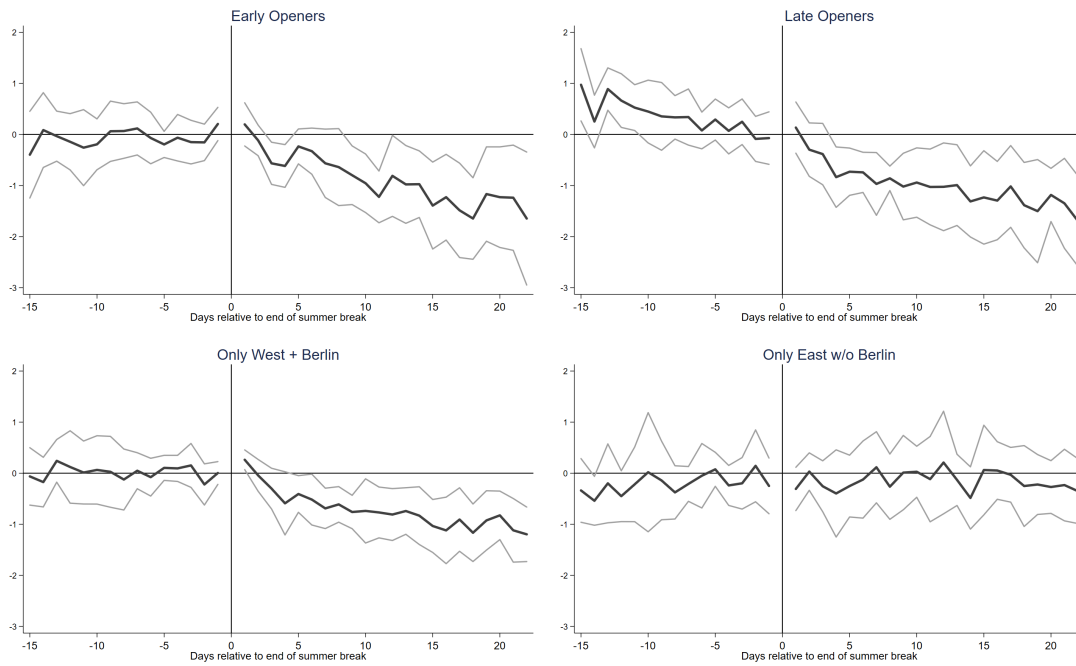 Early Openers
2
1
0
-1
-2
-3
-15 -10 -5 0 5 10 15 20
Days relative to end of summer break
Late Openers
2
1
0
-1
-2
-3
-15 -10 -5 0 5 10 15 20
Days relative to end of summer break
Only West + Berlin
2
1
0
-1
-2
-3
-15 -10 -5 0 5 10 15 20
Days relative to end of summer break
Only East w/o Berlin
2
1
0
-1
-2
-3
-15 -10 -5 0 5 10 15 20
Days relative to end of summer break